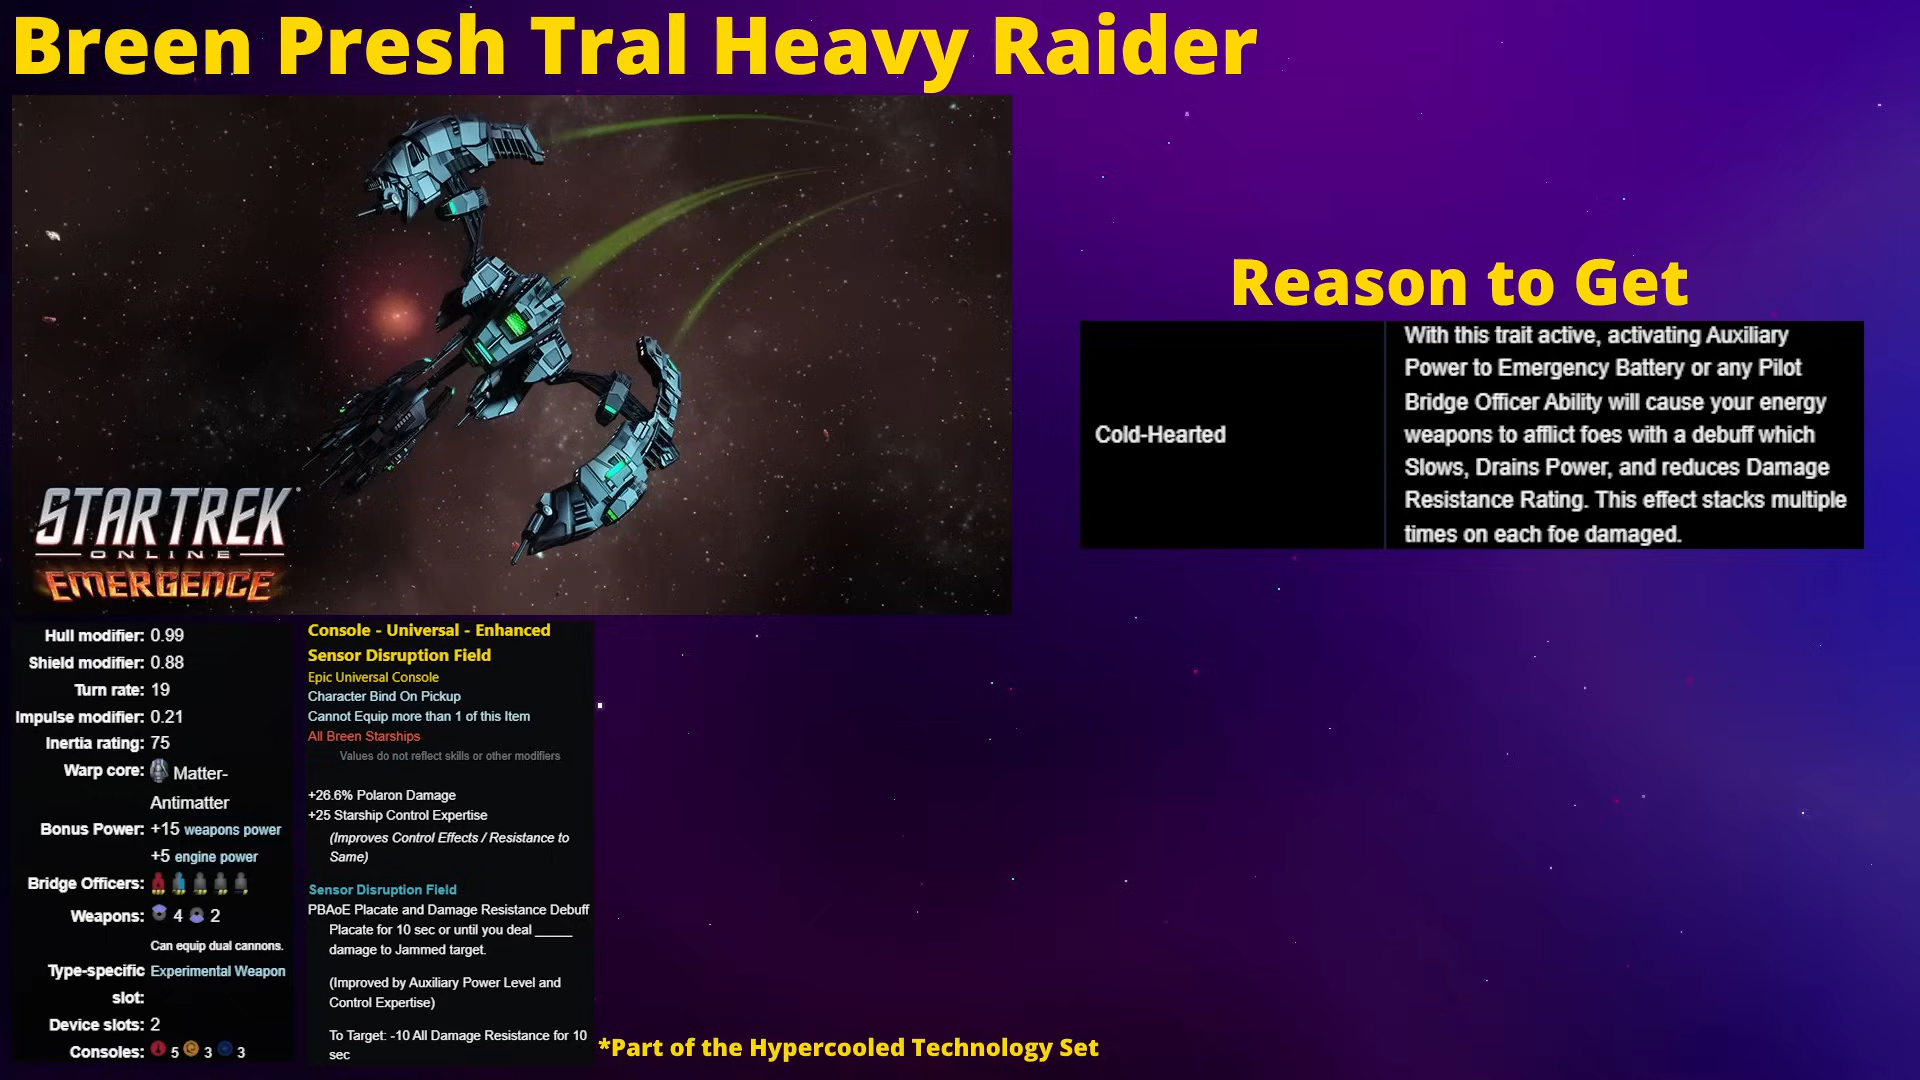 Breen Presh Tral Heavy Raider
STAR TREK
ONLINE
EMERGENCE
Reason to Get
Cold-Hearted
With this trait active, activating Auxiliary
Power to Emergency Battery or any Pilot
Bridge Officer Ability will cause your energy
weapons to afflict foes with a debuff which
Slows, Drains Power, and reduces Damage
Resistance Rating. This effect stacks multiple
times on each foe damaged.
Hull modifier: 0.99
Shield modifier: 0.88
Turn rate: 19
Impulse modifier: 0.21
Inertia rating: 75
Warp core: Matter-
Antimatter
Bonus Power: +15 weapons power
+5 engine power
Bridge Officers:
Weapons: 4 2
Can equip dual cannons.
Type-specific Experimental Weapon
slot:
Device slots: 2
Consoles: 5 3 3
Console - Universal - Enhanced
Sensor Disruption Field
Epic Universal Console
Character Bind On Pickup
Cannot Equip more than 1 of this Item
All Breen Starships
Values do not reflect skills or other modifiers
+26.6% Polaron Damage
+25 Starship Control Expertise
(Improves Control Effects / Resistance to
Same)
Sensor Disruption Field
PBAoE Placate and Damage Resistance Debuff
Placate for 10 sec or until you deal _____
damage to Jammed target.
(Improved by Auxiliary Power Level and
Control Expertise)
To Target: -10 All Damage Resistance for 10
sec
*Part of the Hypercooled Technology Set